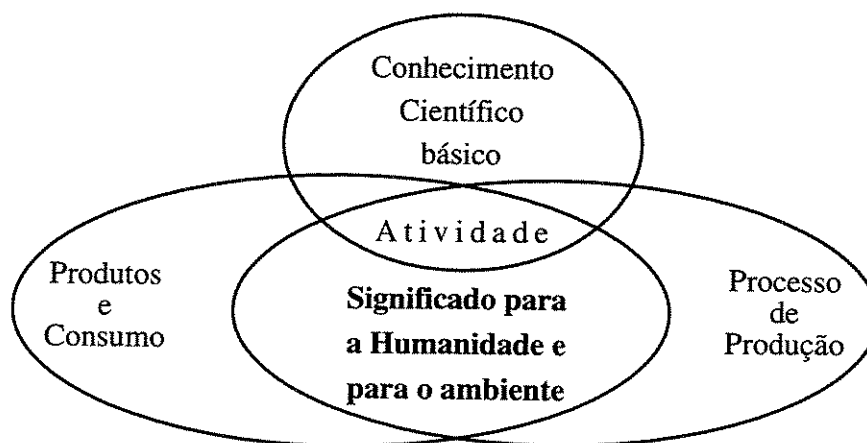 Conhecimento
Científico
básico
Atividade
Produtos
e
Consumo
Significado para
a Humanidade e
para o ambiente
Processo
de
Produção